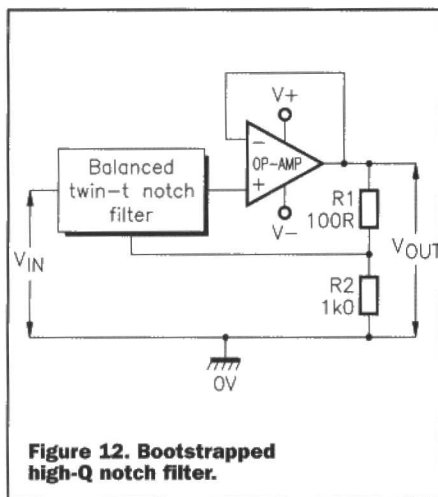 V+
Balanced
twin-t notch
filter
−
OP-AMP
+
V-
R1
100R
VIN
VOUT
R2
1k0
0V
Figure 12. Bootstrapped
high-Q notch filter.